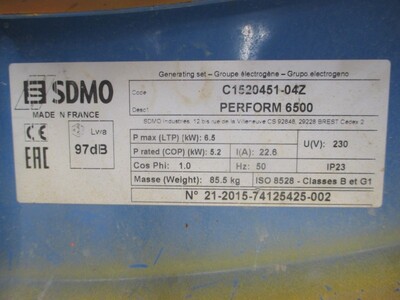 Generating set - Groupe électrogène - Grupo electrogeno
SDMO
MADE IN FRANCE
Code C1520451-04Z
Descr. PERFORM 6500
SDMO Industries, 12 bis rue de la Villeneuve CS 92848, 29228 BREST Cedex 2
CE Lwa
EAC 97dB
P max (LTP) (kW): 6.5 U(V): 230
P rated (COP) (kW): 5.2 I(A): 22.6
Cos Phi: 1.0 Hz: 50 IP23
Masse (Weight): 85.5 kg ISO 8528 - Classes B et G1
N° 21-2015-74125425-002